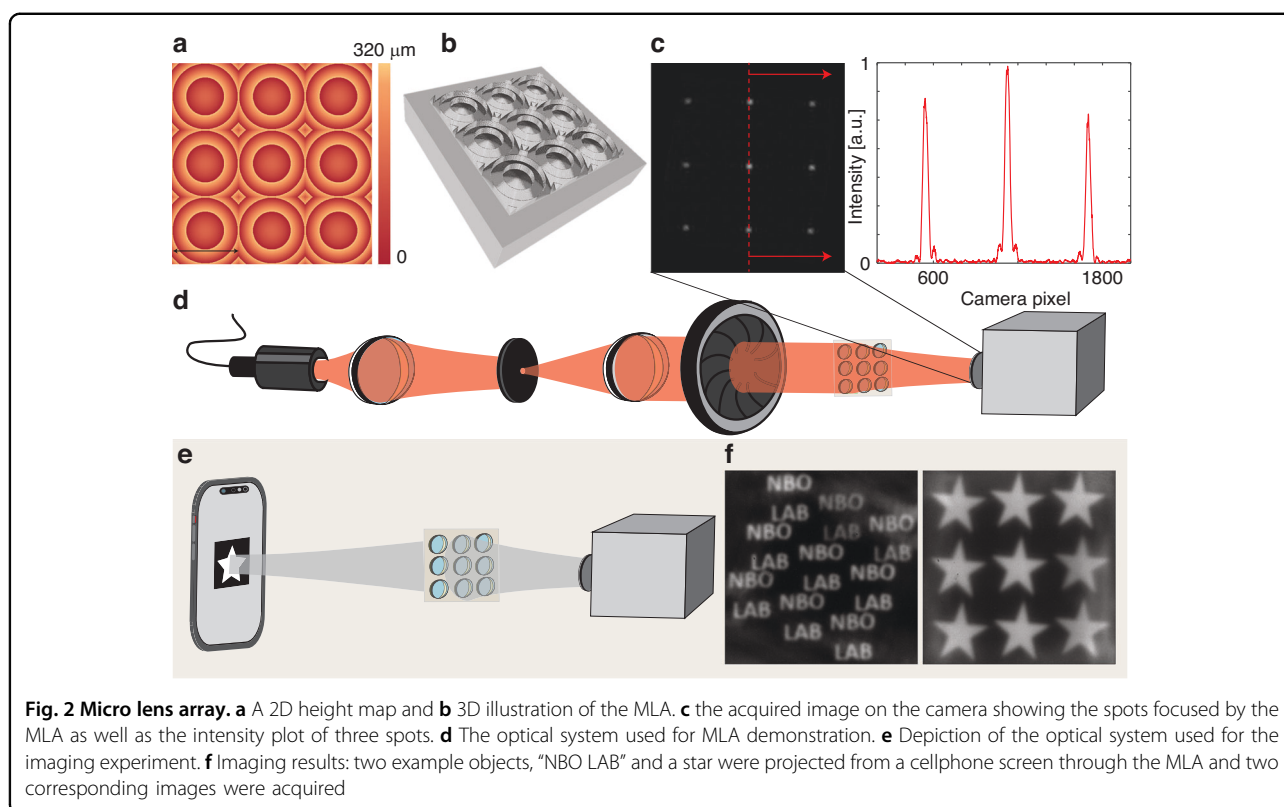 a
320 μm
0
b
c
1
Intensity [a.u.]
0
600
1800
Camera pixel
d
e
f
NBO
NBO
LAB
NBO
NBO
LAB
NBO
LAB
LAB
NBO
LAB
NBO
NBO
LAB
LAB
NBO
LAB
LAB
Fig. 2 Micro lens array. a A 2D height map and b 3D illustration of the MLA. c the acquired image on the camera showing the spots focused by the
MLA as well as the intensity plot of three spots. d The optical system used for MLA demonstration. e Depiction of the optical system used for the
imaging experiment. f Imaging results: two example objects, “NBO LAB” and a star were projected from a cellphone screen through the MLA and two
corresponding images were acquired